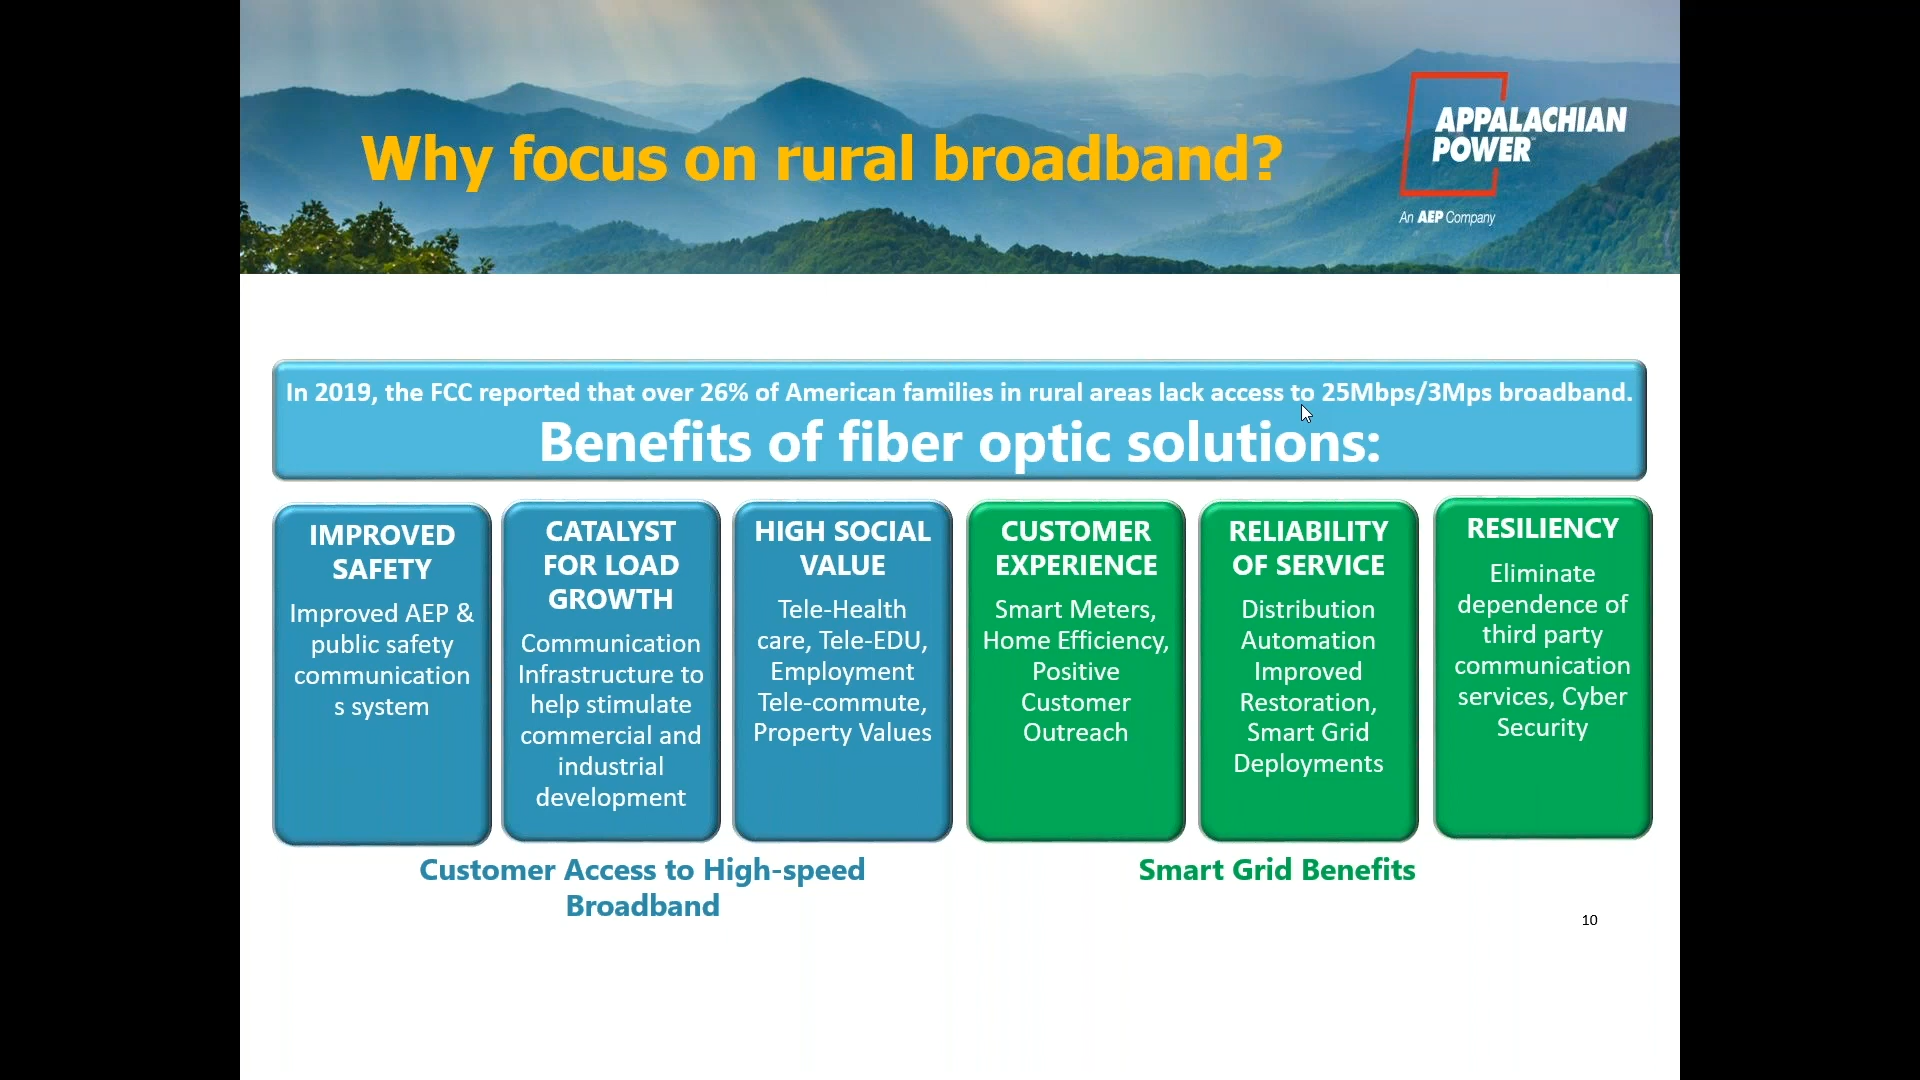 Why focus on rural broadband?
APPALACHIAN
POWER
An AEP Company
In 2019, the FCC reported that over 26% of American families in rural areas lack access to 25Mbps/3Mps broadband.
Benefits of fiber optic solutions:
IMPROVED
SAFETY
Improved AEP &
public safety
communication
s system
CATALYST
FOR LOAD
GROWTH
Communication
Infrastructure to
help stimulate
commercial and
industrial
development
HIGH SOCIAL
VALUE
Tele-Health
care, Tele-EDU,
Employment
Tele-commute,
Property Values
CUSTOMER
EXPERIENCE
Smart Meters,
Home Efficiency,
Positive
Customer
Outreach
RELIABILITY
OF SERVICE
Distribution
Automation
Improved
Restoration,
Smart Grid
Deployments
RESILIENCY
Eliminate
dependence of
third party
communication
services, Cyber
Security
Customer Access to High-speed
Broadband
Smart Grid Benefits
10